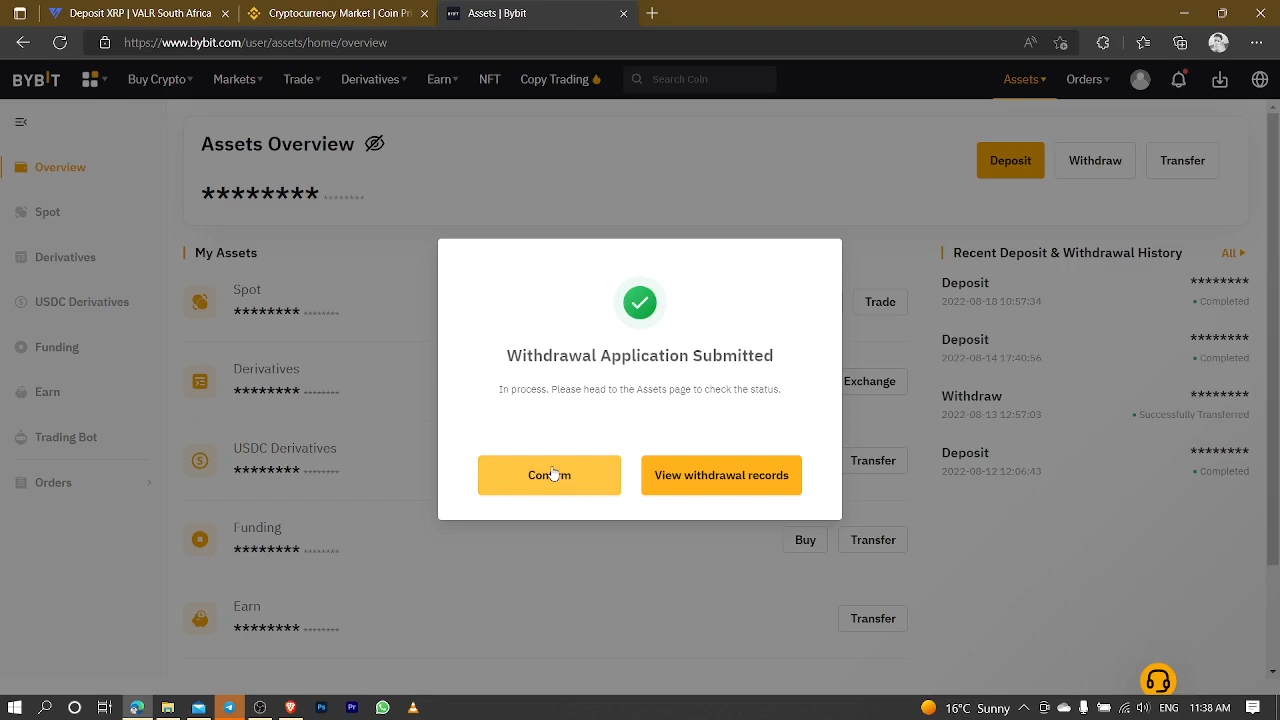 Deposit XRP | VALR | South Africa's
Cryptocurrency Market | Coin Pri
Assets | Bybit
https://www.bybit.com/user/assets/home/overview
BYBIT
Buy Crypto
Markets
Trade
Derivatives
Earn
NFT
Copy Trading
Search Coin
Assets
Orders
Assets Overview
******** ********
Deposit
Withdraw
Transfer
Overview
Spot
Derivatives
USDC Derivatives
Funding
Earn
Trading Bot
Orders
My Assets
Spot
******** ********
Trade
Derivatives
******** ********
Exchange
USDC Derivatives
******** ********
Transfer
Funding
******** ********
Buy
Transfer
Earn
******** ********
Transfer
Withdrawal Application Submitted
In process. Please head to the Assets page to check the status.
Confirm
View withdrawal records
Recent Deposit & Withdrawal History
All
Deposit ********
2022-08-18 10:57:34 Completed
Deposit ********
2022-08-14 17:40:56 Completed
Withdraw ********
2022-08-13 12:57:03 Successfully Transferred
Deposit ********
2022-08-12 12:06:43 Completed
16°C Sunny
ENG
11:38 AM